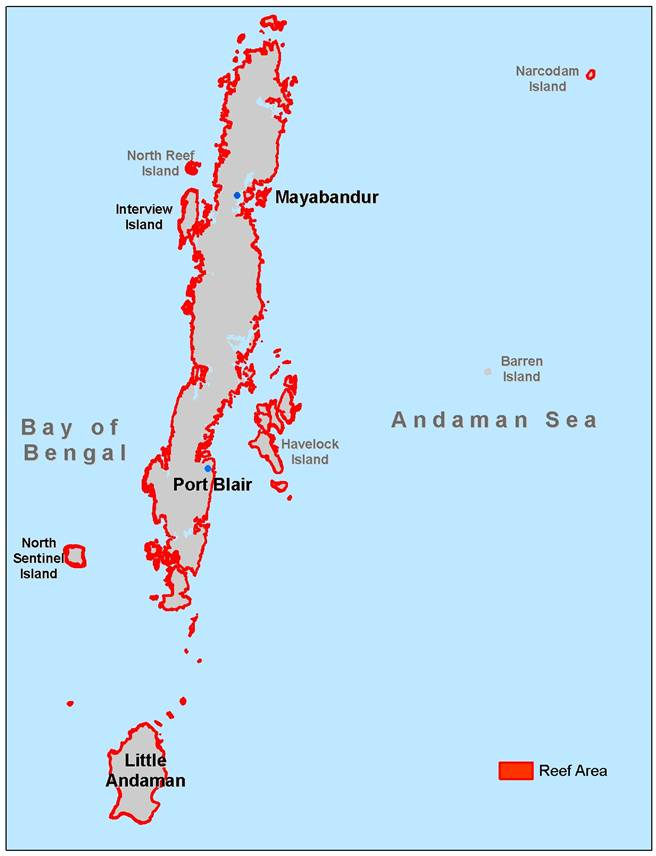 Narcodam
Island
North Reef
Island
Mayabandur
Interview
Island
Barren
Island
Andaman Sea
Bay of
Bengal
Havelock
Island
Port Blair
North
Sentinel
Island
Little
Andaman
Reef Area